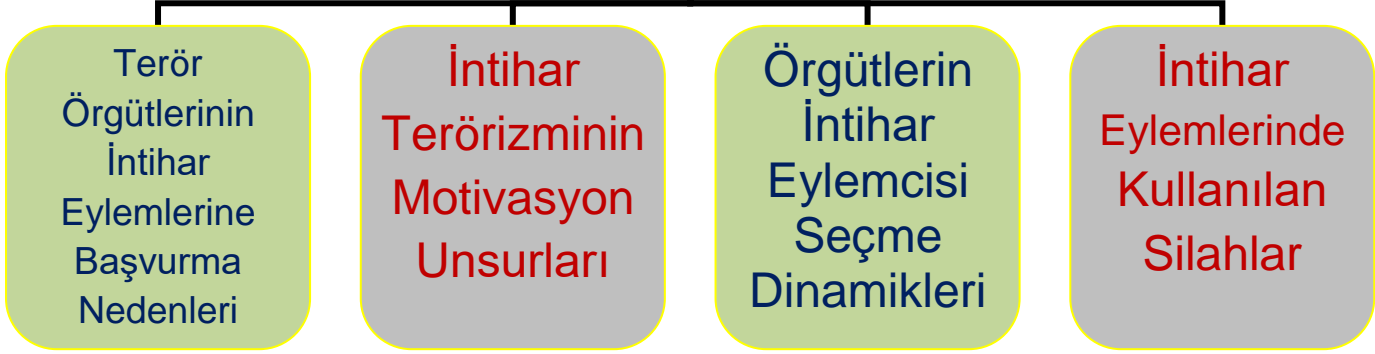 Terör
Örgütlerinin
İntihar
Eylemlerine
Başvurma
Nedenleri
İntihar
Terörizminin
Motivasyon
Unsurları
Örgütlerin
İntihar
Eylemcisi
Seçme
Dinamikleri
İntihar
Eylemlerinde
Kullanılan
Silahlar